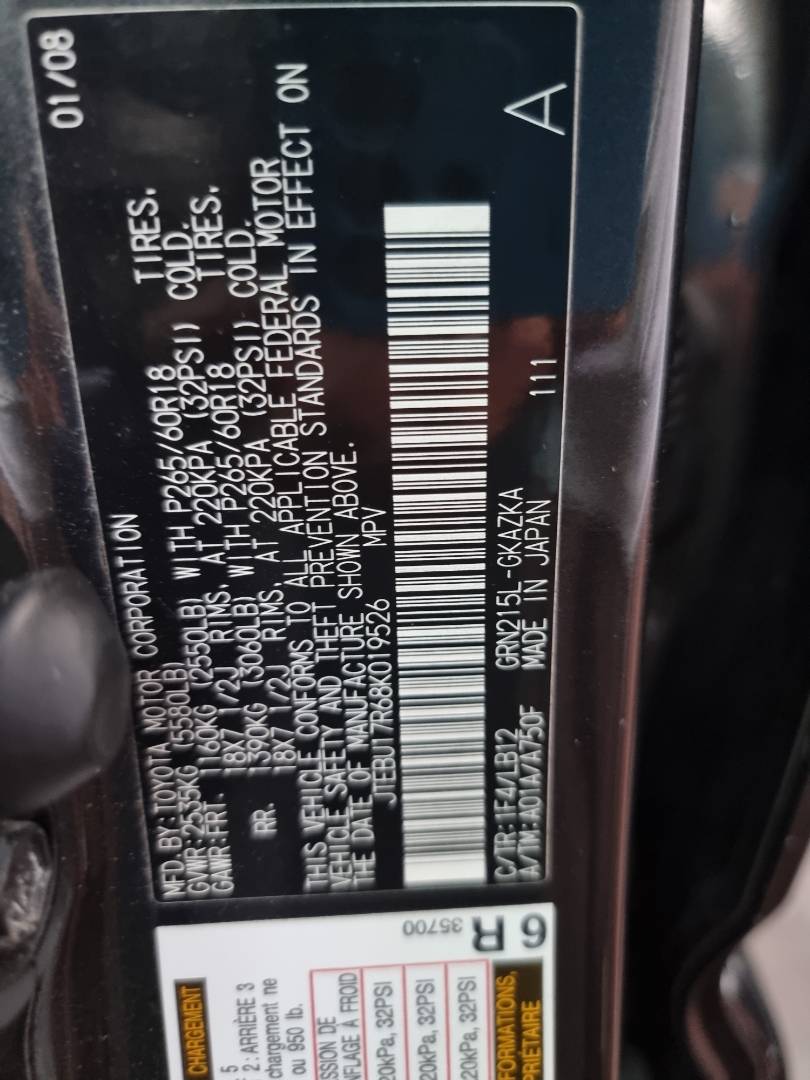 MFD. BY: TOYOTA MOTOR CORPORATION 01/08
GVWR: 2535KG (5580LB)
GAWR: FRT. 1160KG (2550LB) WITH P265/60R18 TIRES.
18X7 1/2J RIMS, AT 220KPA (32PSI) COLD.
RR. 1390KG (3060LB) WITH P265/60R18 TIRES.
18X7 1/2J RIMS, AT 220KPA (32PSI) COLD.
THIS VEHICLE CONFORMS TO ALL APPLICABLE FEDERAL MOTOR
VEHICLE SAFETY AND THEFT PREVENTION STANDARDS IN EFFECT ON
THE DATE OF MANUFACTURE SHOWN ABOVE.
JTEBU17R68K019526 MPV
C/TR: 1E4/LB12 GRN215L-GKAZKA
A/TM: A01A/A750F MADE IN JAPAN 111
A
CHARGEMENT
5
2: ARRIÈRE 3
chargement ne
ou 950 lb.
SSION DE
NFLAGE À FROID
20kPa, 32PSI
20kPa, 32PSI
20kPa, 32PSI
FORMATIONS,
PRIETAIRE
35700
6R